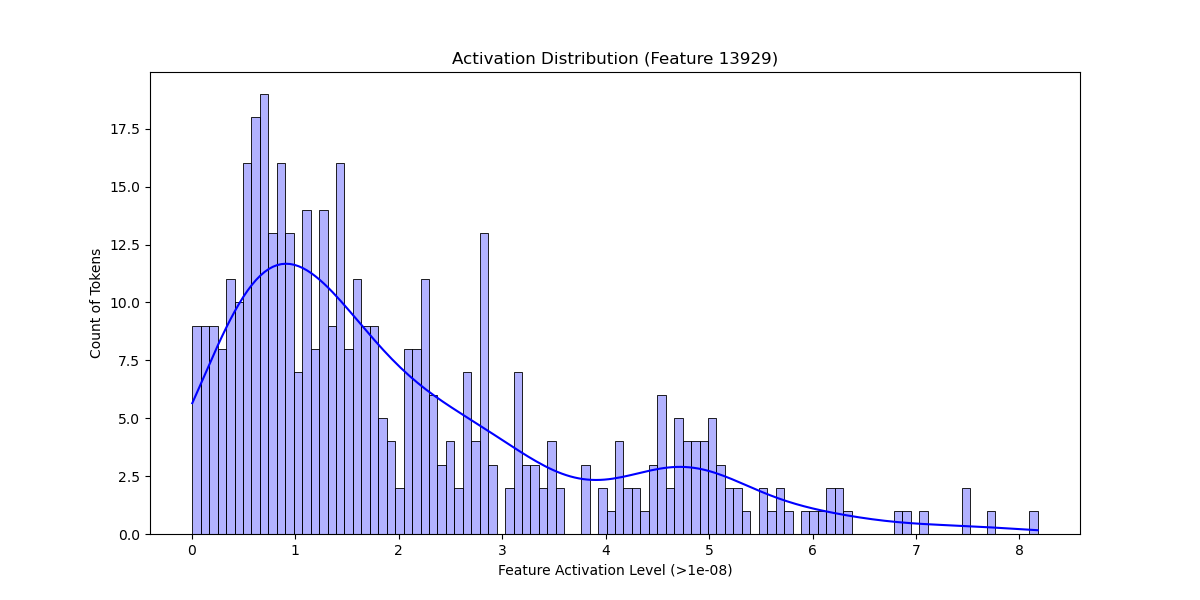 Activation Distribution (Feature 13929)
Count of Tokens
17.5
15.0
12.5
10.0
7.5
5.0
2.5
0.0
0 1 2 3 4 5 6 7 8
Feature Activation Level (>1e-08)